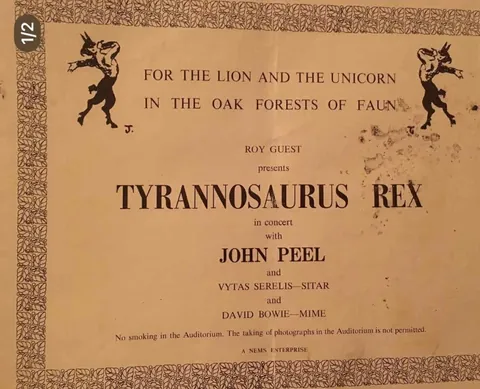 1/2
FOR THE LION AND THE UNICORN
IN THE OAK FORESTS OF FAUN
J.
J.
ROY GUEST
presents
TYRANNOSAURUS REX
in concert
with
JOHN PEEL
and
VYTAS SERELIS—SITAR
and
DAVID BOWIE—MIME
No smoking in the Auditorium. The taking of photographs in the Auditorium is not permitted.
A NEMS ENTERPRISE